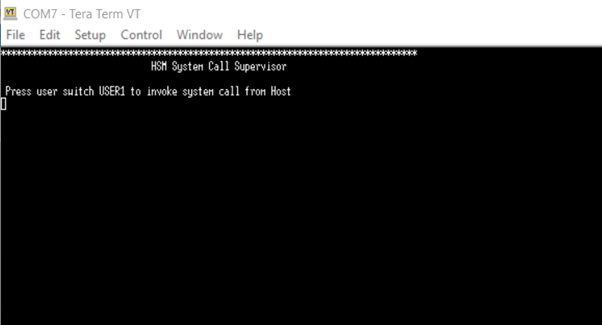 COM7 - Tera Term VT
File Edit Setup Control Window Help
********************************************************************************
HSM System Call Supervisor
Press user switch USER1 to invoke system call from Host